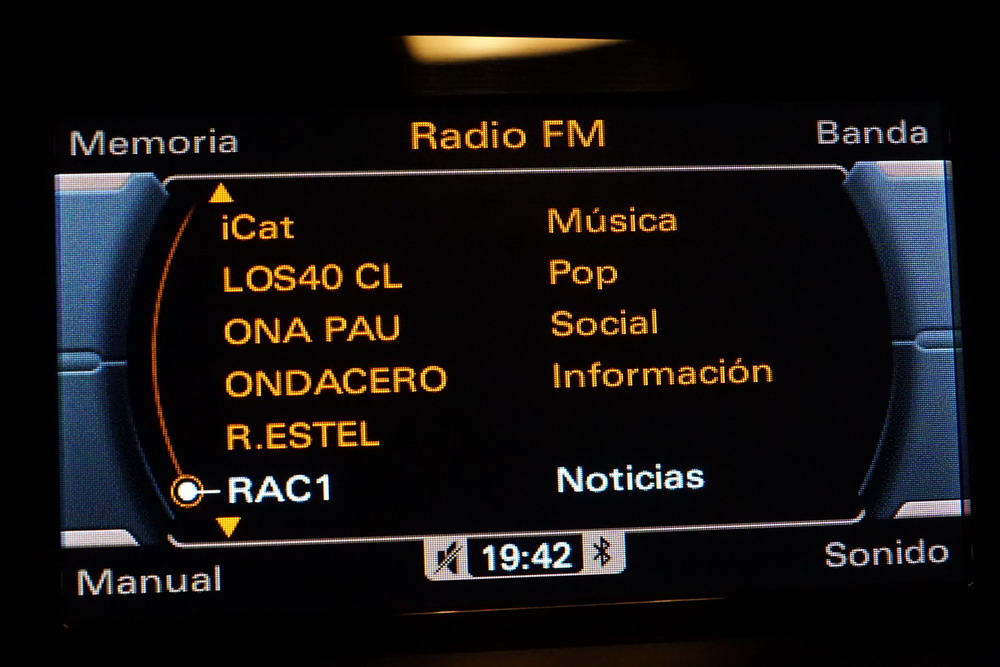 Memoria Radio FM Banda
iCat Música
LOS40 CL Pop
ONA PAU Social
ONDACERO Información
R.ESTEL
RAC1 Noticias
19:42
Manual Sonido